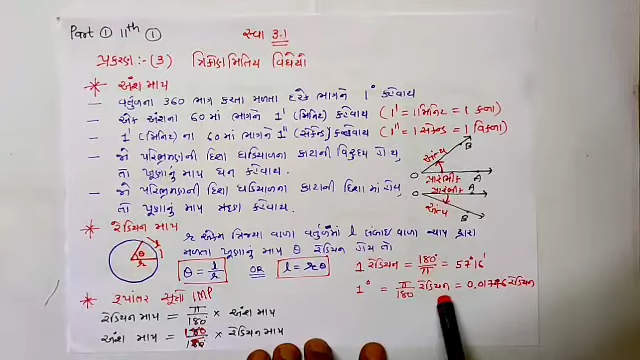 Part ① 11th ①
સ્વા 3.1
પ્રકરણ :- (3) ત્રિકોણમિતિય વિધેયો
* અંશ માપ
— વર્તુળના 360 ભાગ કરતા મળતા દરેક ભાગને 1° કહેવાય
— એક અંશના 60 માં ભાગને 1' (મિનિટ) કહેવાય (1' = 1 મિનિટ = 1 કળા)
— 1' (મિનિટ) ના 60 માં ભાગને 1'' (સેકન્ડ) કહેવાય (1'' = 1 સેકન્ડ = 1 વિકળા)
— જો પરિભ્રમણની દિશા ઘડિયાળના કાટાની વિરુદ્ધ હોય
તો ખૂણાનું માપ ધન કહેવાય.
— જો પરિભ્રમણની દિશા ઘડિયાળના કાટાની દિશા માં હોય
તો ખૂણાનું માપ ઋણ કહેવાય.
અંત્ય B
O પ્રારંભીક A
O પ્રારંભીક A
અંત્ય B
* રેડિયન માપ
r એકમ ત્રિજ્યા વાળા વર્તુળમાં l લંબાઈ વાળા ચાપ દ્વારા
મળતા ખૂણાનું માપ θ રેડિયન હોય તો
θ r l
θ = l/r OR l = rθ
1 રેડિયન = 180°/π = 57°16'
1° = π/180 રેડિયન = 0.01746 રેડિયન
* રૂપાંતર સૂત્રો IMP
રેડિયન માપ = π/180 × અંશ માપ
અંશ માપ = × રેડિયન માપ